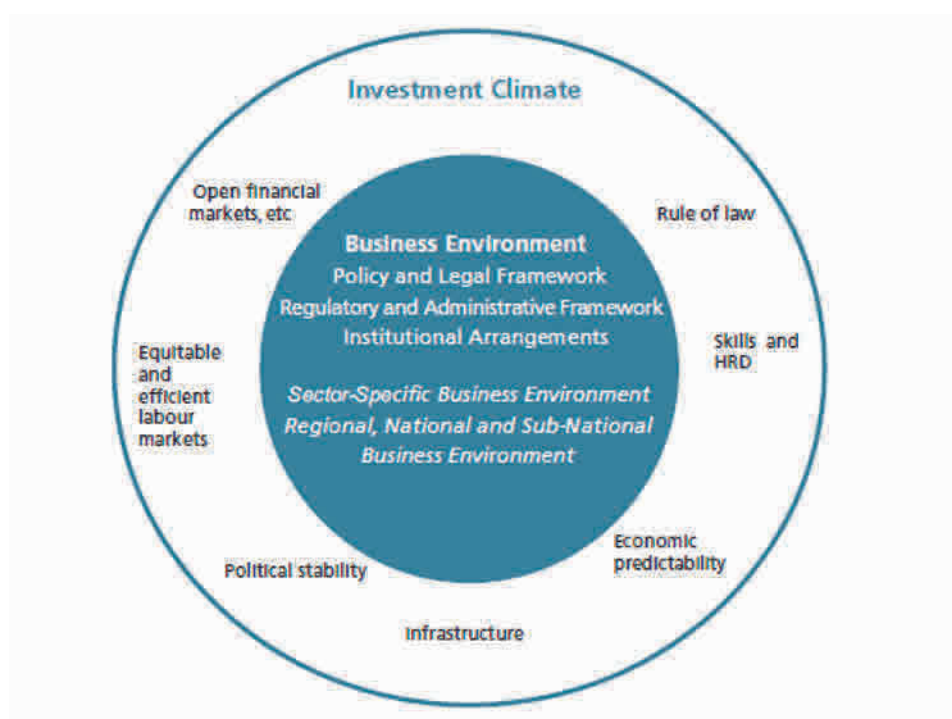 Investment Climate
Open financial
markets, etc
Rule of law
Business Environment
Policy and Legal Framework
Regulatory and Administrative Framework
Institutional Arrangements
Skills and
HRD
Equitable
and
efficient
labour
markets
Sector-Specific Business Environment
Regional, National and Sub-National
Business Environment
Economic
predictability
Political stability
Infrastructure